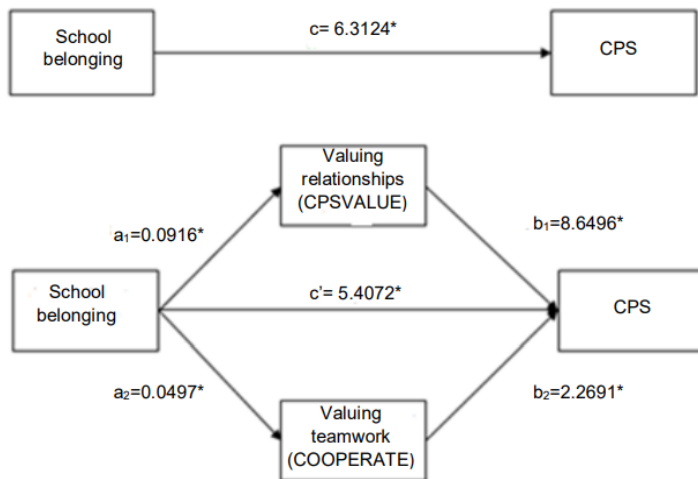 School
belonging
c= 6.3124*
CPS
Valuing
relationships
(CPSVALUE)
a₁=0.0916*
b₁=8.6496*
School
belonging
c'= 5.4072*
CPS
a₂=0.0497*
b₂=2.2691*
Valuing
teamwork
(COOPERATE)